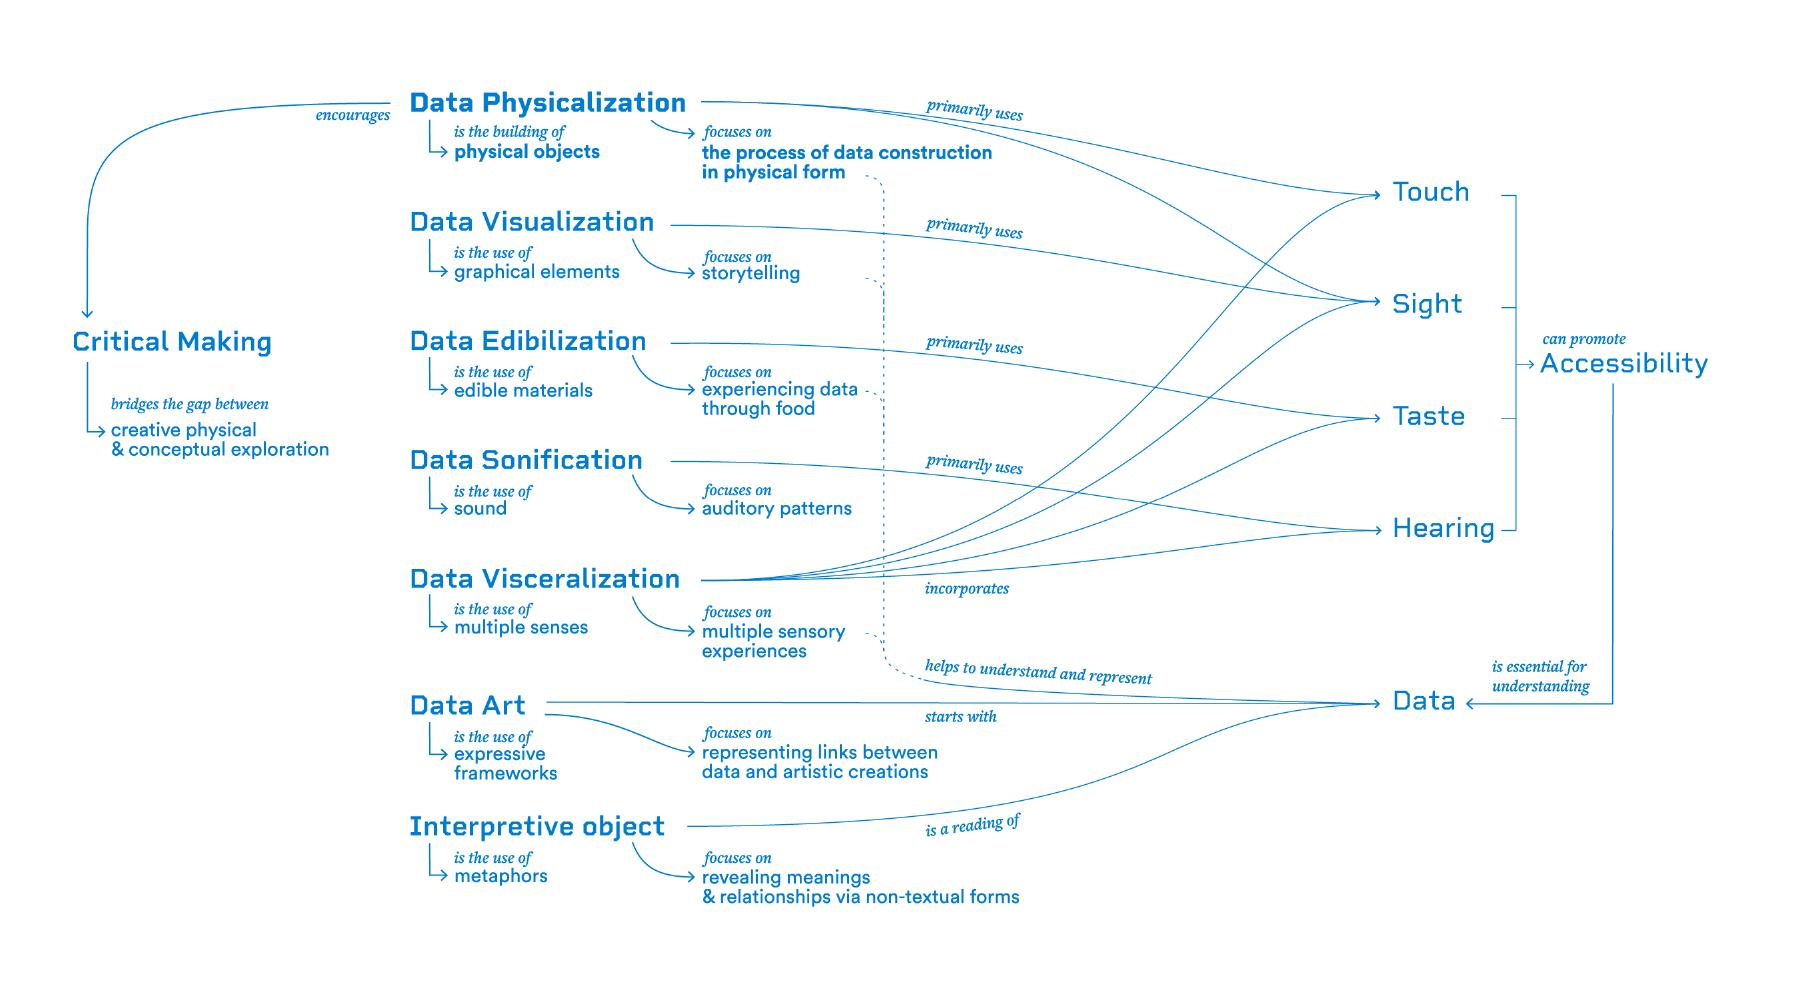 Data Physicalization
encourages
is the building of
physical objects
focuses on
the process of data construction
in physical form
primarily uses
Data Visualization
is the use of
graphical elements
focuses on
storytelling
primarily uses
Data Edibilization
is the use of
edible materials
focuses on
experiencing data
through food
primarily uses
Data Sonification
is the use of
sound
focuses on
auditory patterns
primarily uses
Data Visceralization
is the use of
multiple senses
focuses on
multiple sensory
experiences
incorporates
helps to understand and represent
Data Art
is the use of
expressive
frameworks
focuses on
representing links between
data and artistic creations
starts with
Interpretive object
is the use of
metaphors
focuses on
revealing meanings
& relationships via non-textual forms
is a reading of
Critical Making
bridges the gap between
creative physical
& conceptual exploration
Touch
Sight
Taste
Hearing
can promote
Accessibility
is essential for
understanding
Data